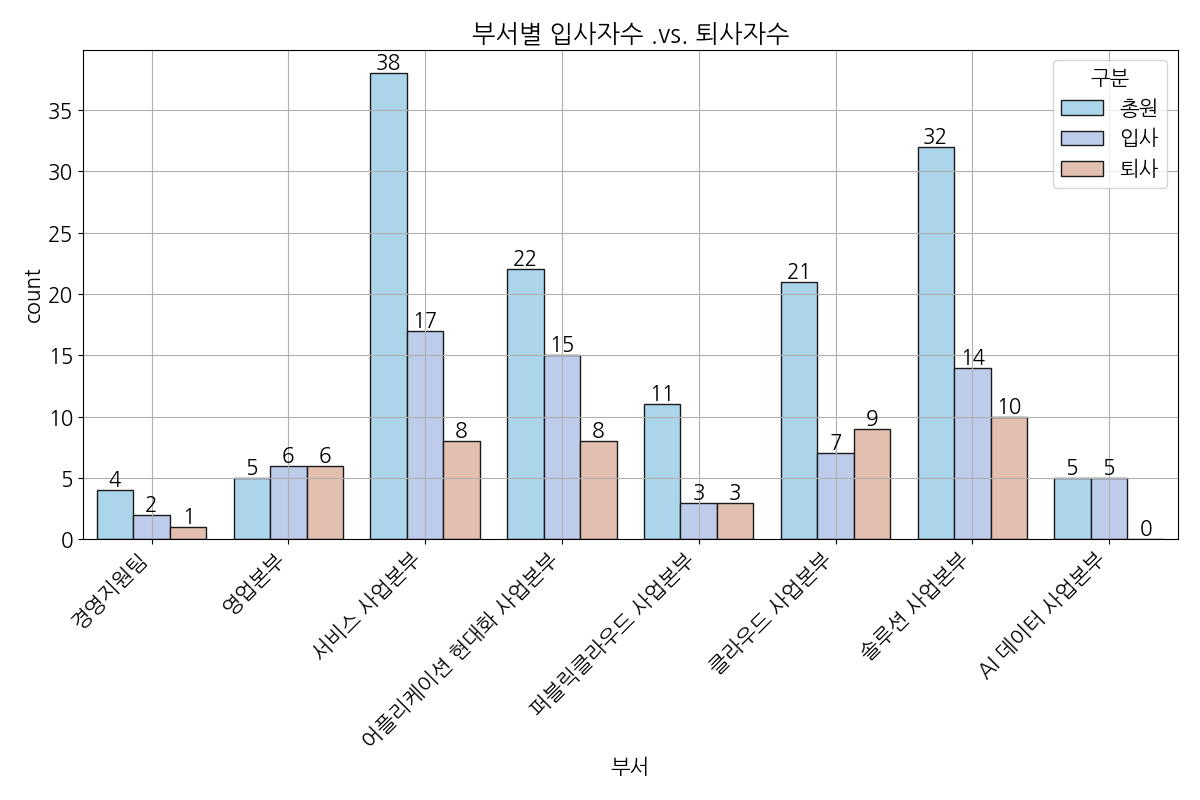 부서별 입사자수 .vs. 퇴사자수
구분
총원
입사
퇴사
count
35
30
25
20
15
10
5
0
4
2
1
5
6
6
38
17
8
22
15
8
11
3
3
21
7
9
32
14
10
5
5
0
경영지원팀
영업본부
서비스 사업본부
어플리케이션 현대화 사업본부
퍼블릭클라우드 사업본부
클라우드 사업본부
솔루션 사업본부
AI 데이터 사업본부
부서